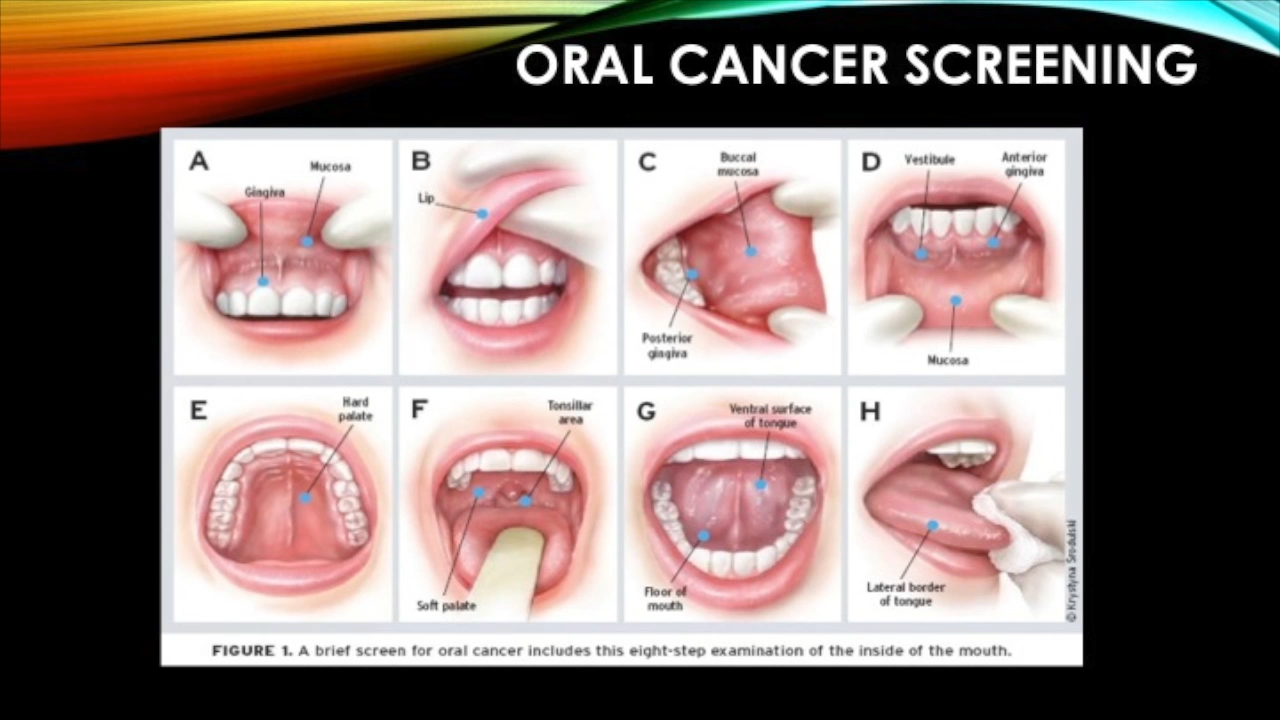 ORAL CANCER SCREENING
A
Mucosa
Gingiva
B
Lip
C
Buccal
mucosa
Posterior
gingiva
D
Vestibule
Anterior
gingiva
Mucosa
E
Hard
palate
F
Tonsillar
area
Soft palate
G
Ventral surface
of tongue
Floor of
mouth
H
Lateral border
of tongue
© Krystyna Srodulski
FIGURE 1. A brief screen for oral cancer includes this eight-step examination of the inside of the mouth.